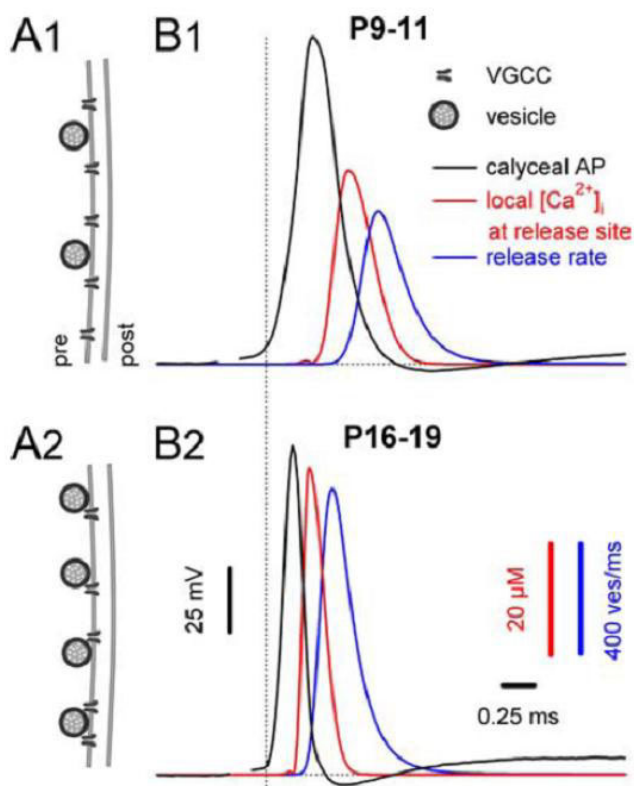 A1
B1
P9-11
VGCC
vesicle
calyceal AP
local [Ca²⁺]ᵢ
at release site
release rate
pre
post
A2
B2
P16-19
25 mV
20 µM
400 ves/ms
0.25 ms